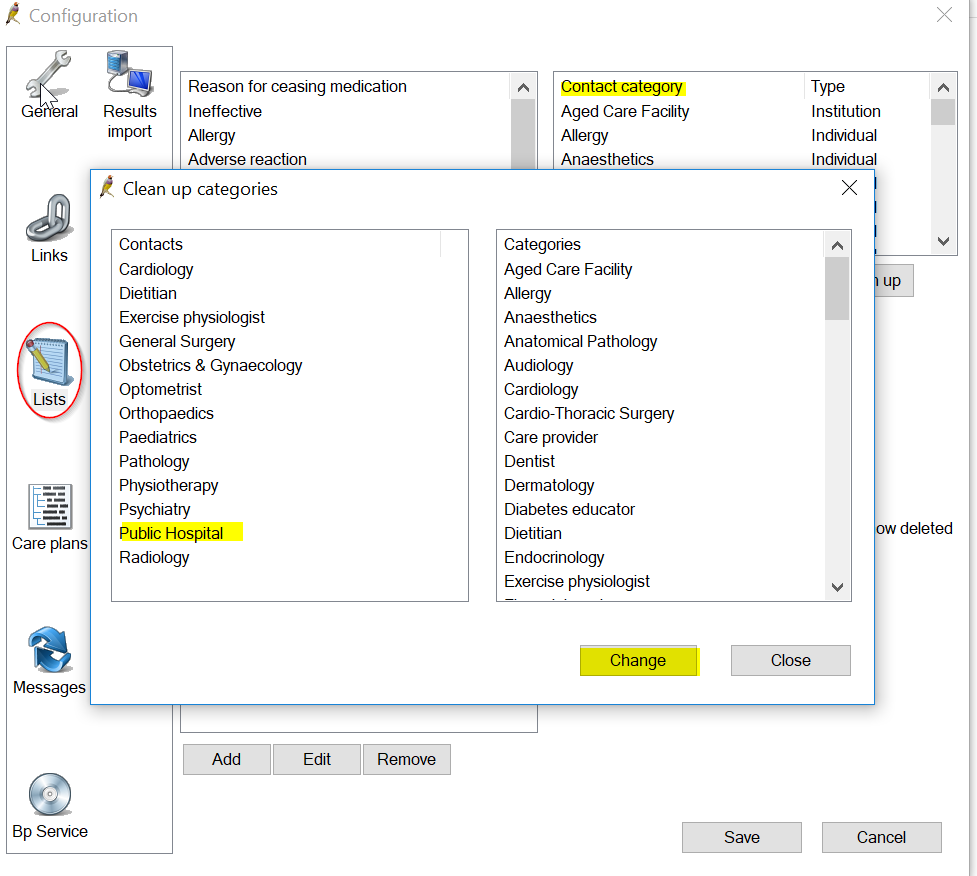 Configuration
General
Results
import
Links
Lists
Care plans
Messages
Bp Service
Reason for ceasing medication
Ineffective
Allergy
Adverse reaction
Contact category Type
Aged Care Facility Institution
Allergy Individual
Anaesthetics Individual
Clean up categories
Contacts
Cardiology
Dietitian
Exercise physiologist
General Surgery
Obstetrics & Gynaecology
Optometrist
Orthopaedics
Paediatrics
Pathology
Physiotherapy
Psychiatry
Public Hospital
Radiology
Categories
Aged Care Facility
Allergy
Anaesthetics
Anatomical Pathology
Audiology
Cardiology
Cardio-Thoracic Surgery
Care provider
Dentist
Dermatology
Diabetes educator
Dietitian
Endocrinology
Exercise physiologist
Change Close
up
deleted
Add Edit Remove
Save Cancel